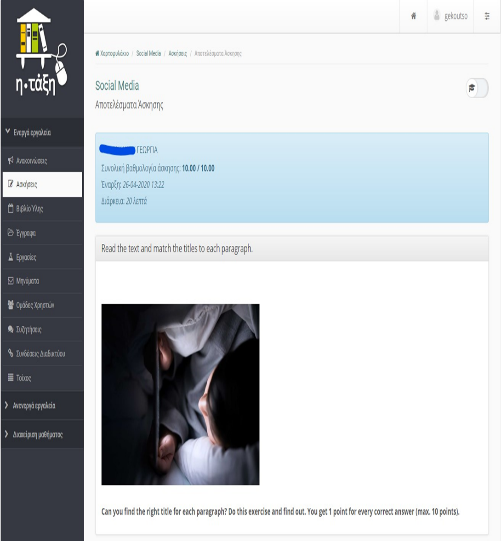 gekoutso
η•τάξη
Χαρτοφυλάκιο / Social Media / Ασκήσεις / Αποτελέσματα Άσκησης
Social Media
Αποτελέσματα Άσκησης
Ενεργά εργαλεία
Ανακοινώσεις
Ασκήσεις
Βιβλίο Ύλης
Έγγραφα
Εργασίες
Μηνύματα
Ομάδες Χρηστών
Συζητήσεις
Συνδέσεις Διαδικτύου
Τοίχος
Ανενεργά εργαλεία
Διαχείριση μαθήματος
ΓΕΩΡΓΙΑ
Συνολική βαθμολογία άσκησης: 10.00 / 10.00
Έναρξη: 26-04-2020 13:22
Διάρκεια: 20 λεπτά
Read the text and match the titles to each paragraph.
Can you find the right title for each paragraph? Do this exercise and find out. You get 1 point for every correct answer (max. 10 points).